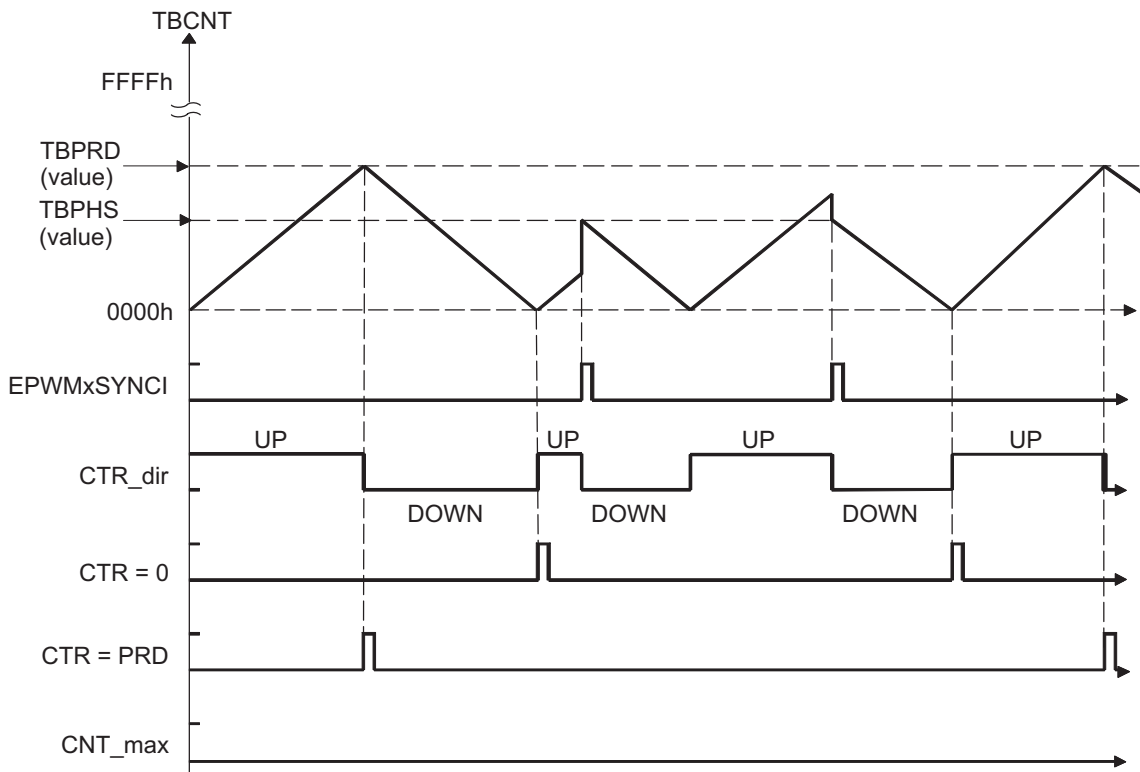 TBCNT
FFFFh
TBPRD
(value)
TBPHS
(value)
0000h
EPWMxSYNCI
UP
UP
UP
UP
CTR_dir
DOWN
DOWN
DOWN
CTR = 0
CTR = PRD
CNT_max